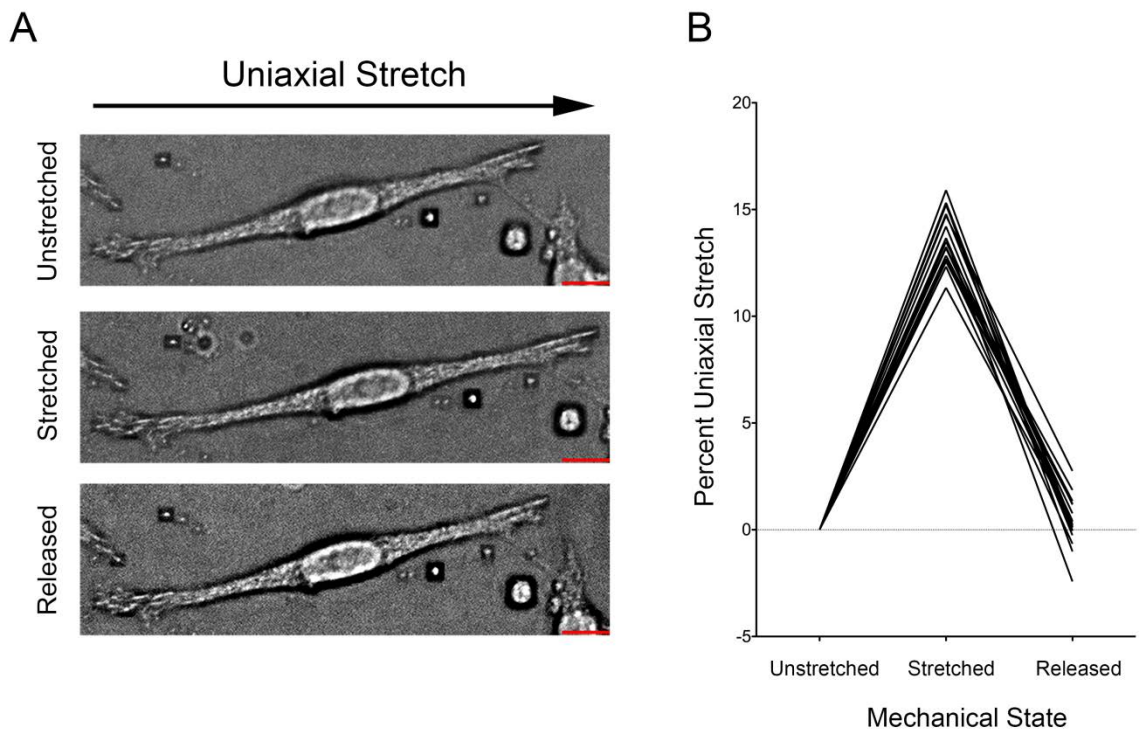 A
Uniaxial Stretch
Unstretched
Stretched
Released
B
Percent Uniaxial Stretch
20
15
10
5
0
-5
Unstretched Stretched Released
Mechanical State